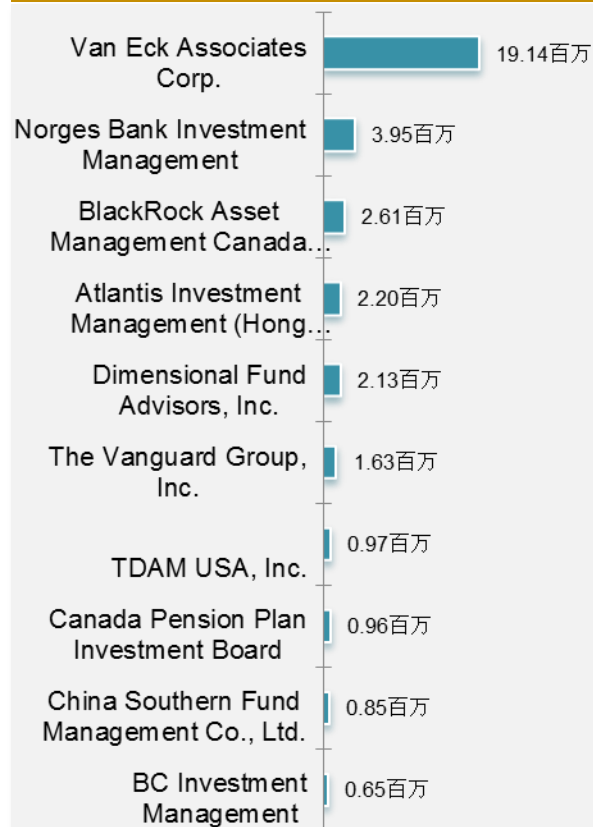 Van Eck Associates
Corp.
19.14百万
Norges Bank Investment
Management
3.95百万
BlackRock Asset
Management Canada...
2.61百万
Atlantis Investment
Management (Hong...
2.20百万
Dimensional Fund
Advisors, Inc.
2.13百万
The Vanguard Group,
Inc.
1.63百万
TDAM USA, Inc.
0.97百万
Canada Pension Plan
Investment Board
0.96百万
China Southern Fund
Management Co., Ltd.
0.85百万
BC Investment
Management
0.65百万